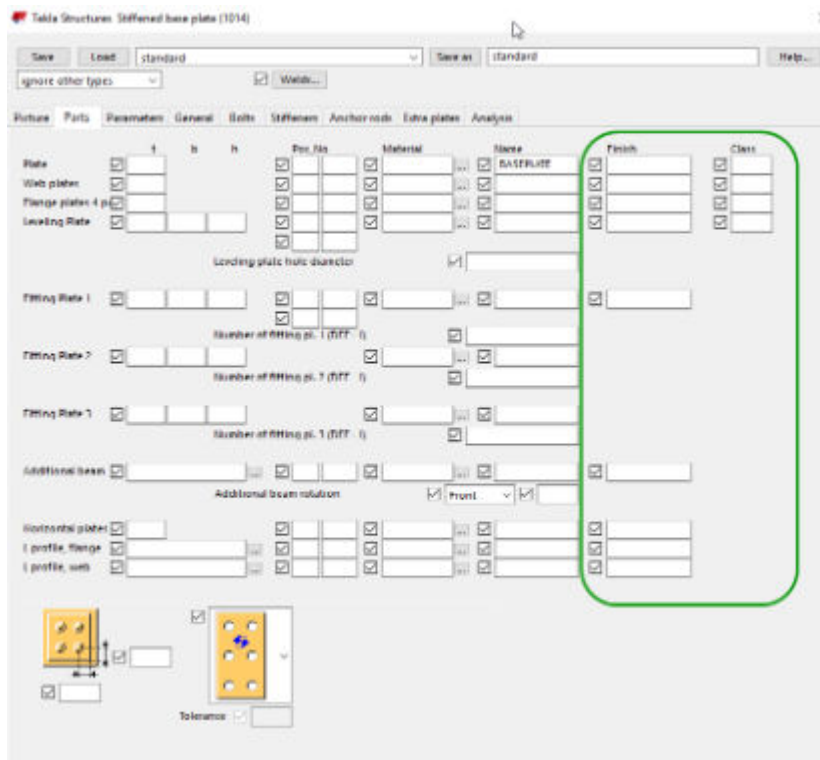 Tekla Structures Stiffened base plate (1014)
Save Load standard Save as standard Help...
ignore other types Welds...
Picture Parts Parameters General Bolts Stiffeners Anchor rods Extra plates Analysis
t b h Pos_No Material Name Finish Class
Plate BASEPLATE
Web plates
Flange plates 4 p
Leveling Plate
Leveling plate hole diameter
Fitting Plate 1
Number of fitting pl. 1 (DIFF
Fitting Plate 2
Number of fitting pl. 2 (DIFF
Fitting Plate 3
Number of fitting pl. 3 (DIFF
Additional beam ...
Additional beam rotation Front
Horizontal plates
profile, flange ...
profile, web ...
Tolerance